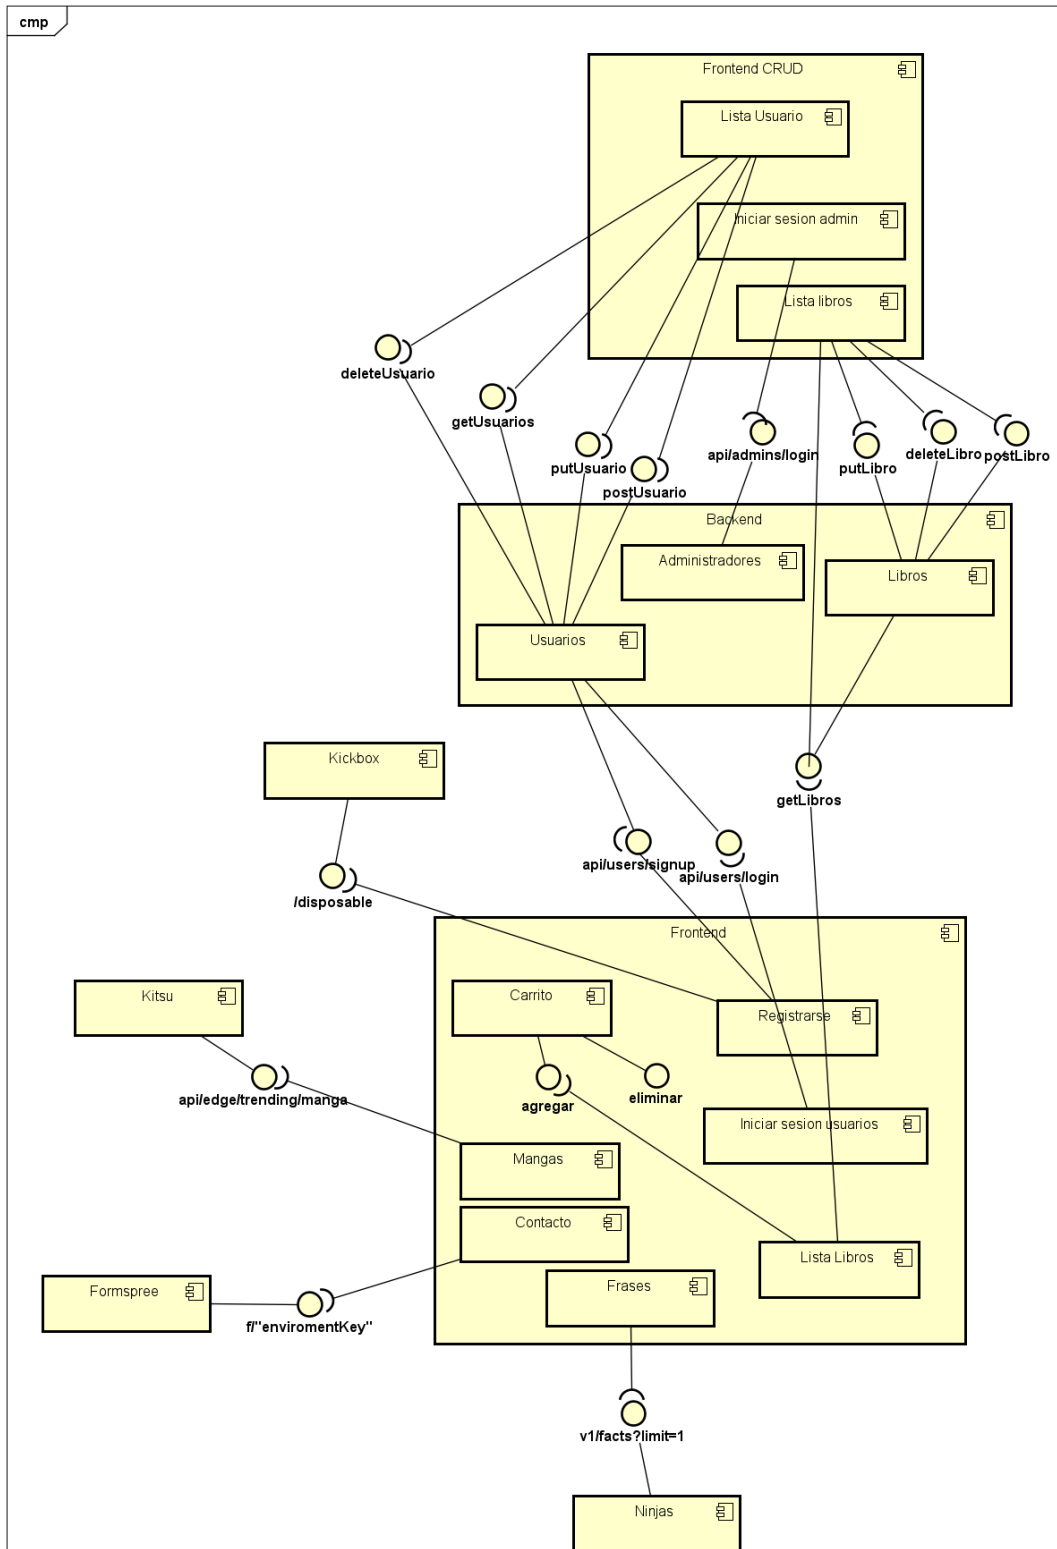 cmp
Frontend CRUD
Lista Usuario
Iniciar sesion admin
Lista libros
deleteUsuario
getUsuarios
putUsuario
postUsuario
api/admins/login
putLibro
deleteLibro
postLibro
Backend
Administradores
Libros
Usuarios
Kickbox
getLibros
api/users/signup
api/users/login
/disposable
Frontend
Kitsu
Carrito
Registrarse
api/edge/trending/manga
agregar
eliminar
Iniciar sesion usuarios
Mangas
Contacto
Lista Libros
Formspree
Frases
f/"enviromentKey"
v1/facts?limit=1
Ninjas